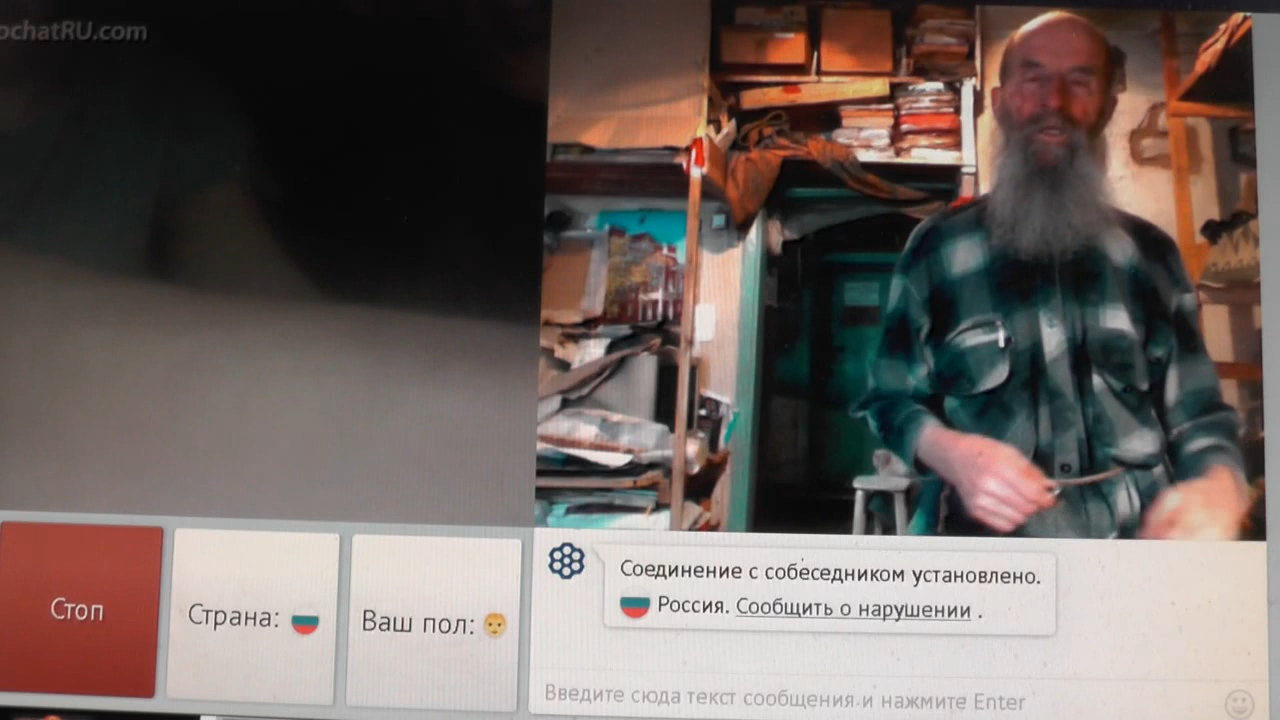 ochatRU.com
Стоп
Страна:
Ваш пол:
Соединение с собеседником установлено.
Россия. Сообщить о нарушении .
Введите сюда текст сообщения и нажмите Enter